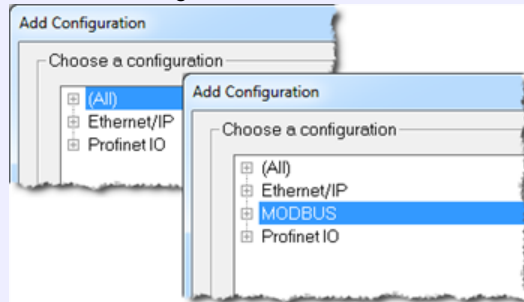 Add Configuration
Choose a configuration
(All)
Ethernet/IP
Profinet IO
Add Configuration
Choose a configuration
(All)
Ethernet/IP
MODBUS
Profinet IO